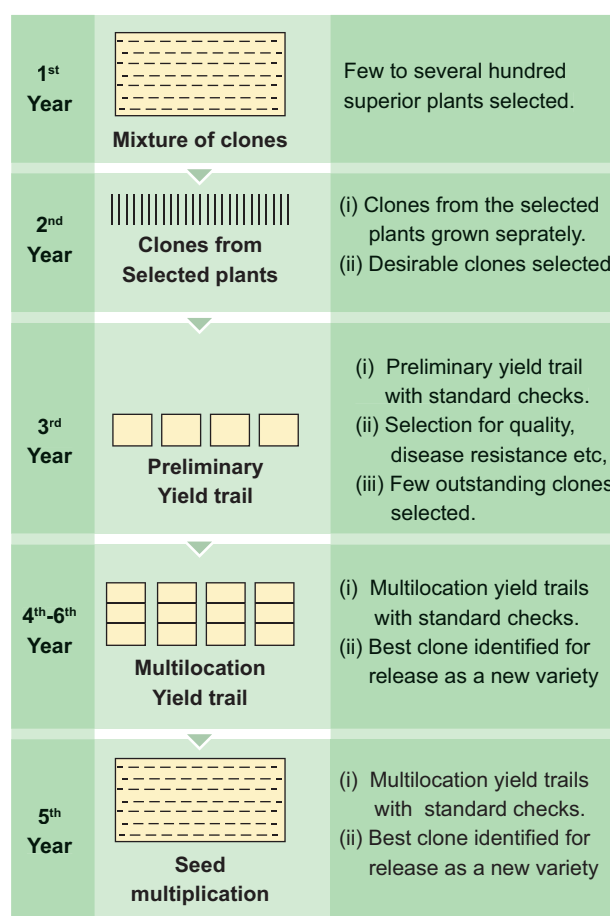 1st
Year
Mixture of clones
Few to several hundred
superior plants selected.
2nd
Year
Clones from
Selected plants
(i) Clones from the selected
plants grown seprately.
(ii) Desirable clones selected
3rd
Year
Preliminary
Yield trail
(i) Preliminary yield trail
with standard checks.
(ii) Selection for quality,
disease resistance etc,
(iii) Few outstanding clones
selected.
4th-6th
Year
Multilocation
Yield trail
(i) Multilocation yield trails
with standard checks.
(ii) Best clone identified for
release as a new variety
5th
Year
Seed
multiplication
(i) Multilocation yield trails
with standard checks.
(ii) Best clone identified for
release as a new variety